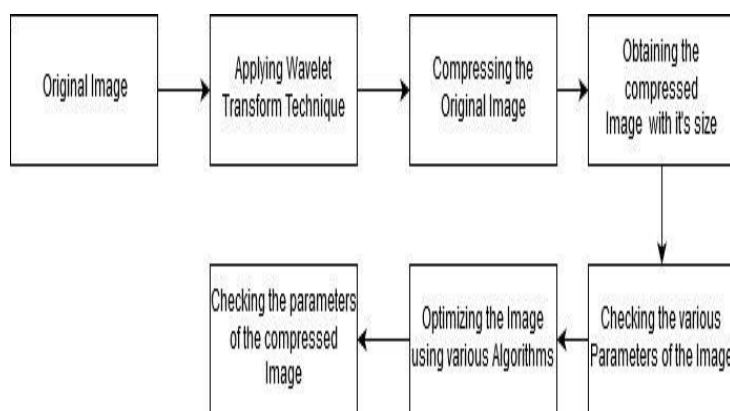 Original Image
Applying Wavelet
Transform Technique
Compressing the
Original Image
Obtaining the
compressed
Image with it's size
Checking the various
Parameters of the Image
Optimizing the Image
using various Algorithms
Checking the parameters
of the compressed
Image